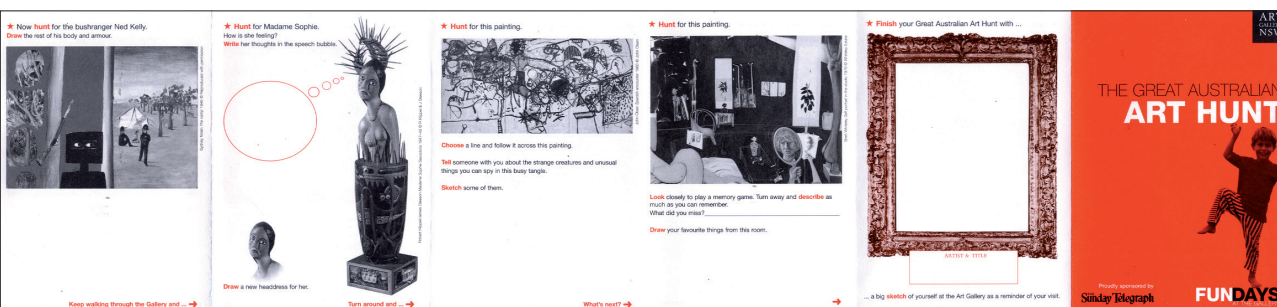 ★ Now hunt for the bushranger Ned Kelly.
Draw the rest of his body and armour.
Keep walking through the Gallery and ... ➔
★ Hunt for Madame Sophie.
How is she feeling?
Write her thoughts in the speech bubble.
Draw a new headdress for her.
Turn around and ... ➔
★ Hunt for this painting.
Choose a line and follow it across this painting.
Tell someone with you about the strange creatures and unusual
things you can spy in this busy tangle.
Sketch some of them.
What's next? ➔
★ Hunt for this painting.
Look closely to play a memory game. Turn away and describe as
much as you can remember.
What did you miss?
Draw your favourite things from this room.
➔
★ Finish your Great Australian Art Hunt with ...
ARTIST & TITLE
... a big sketch of yourself at the Art Gallery as a reminder of your visit.
ART
GALLE
NSW
THE GREAT AUSTRALIAN
ART HUNT
Proudly sponsored by
Sunday Telegraph
FUNDAYS